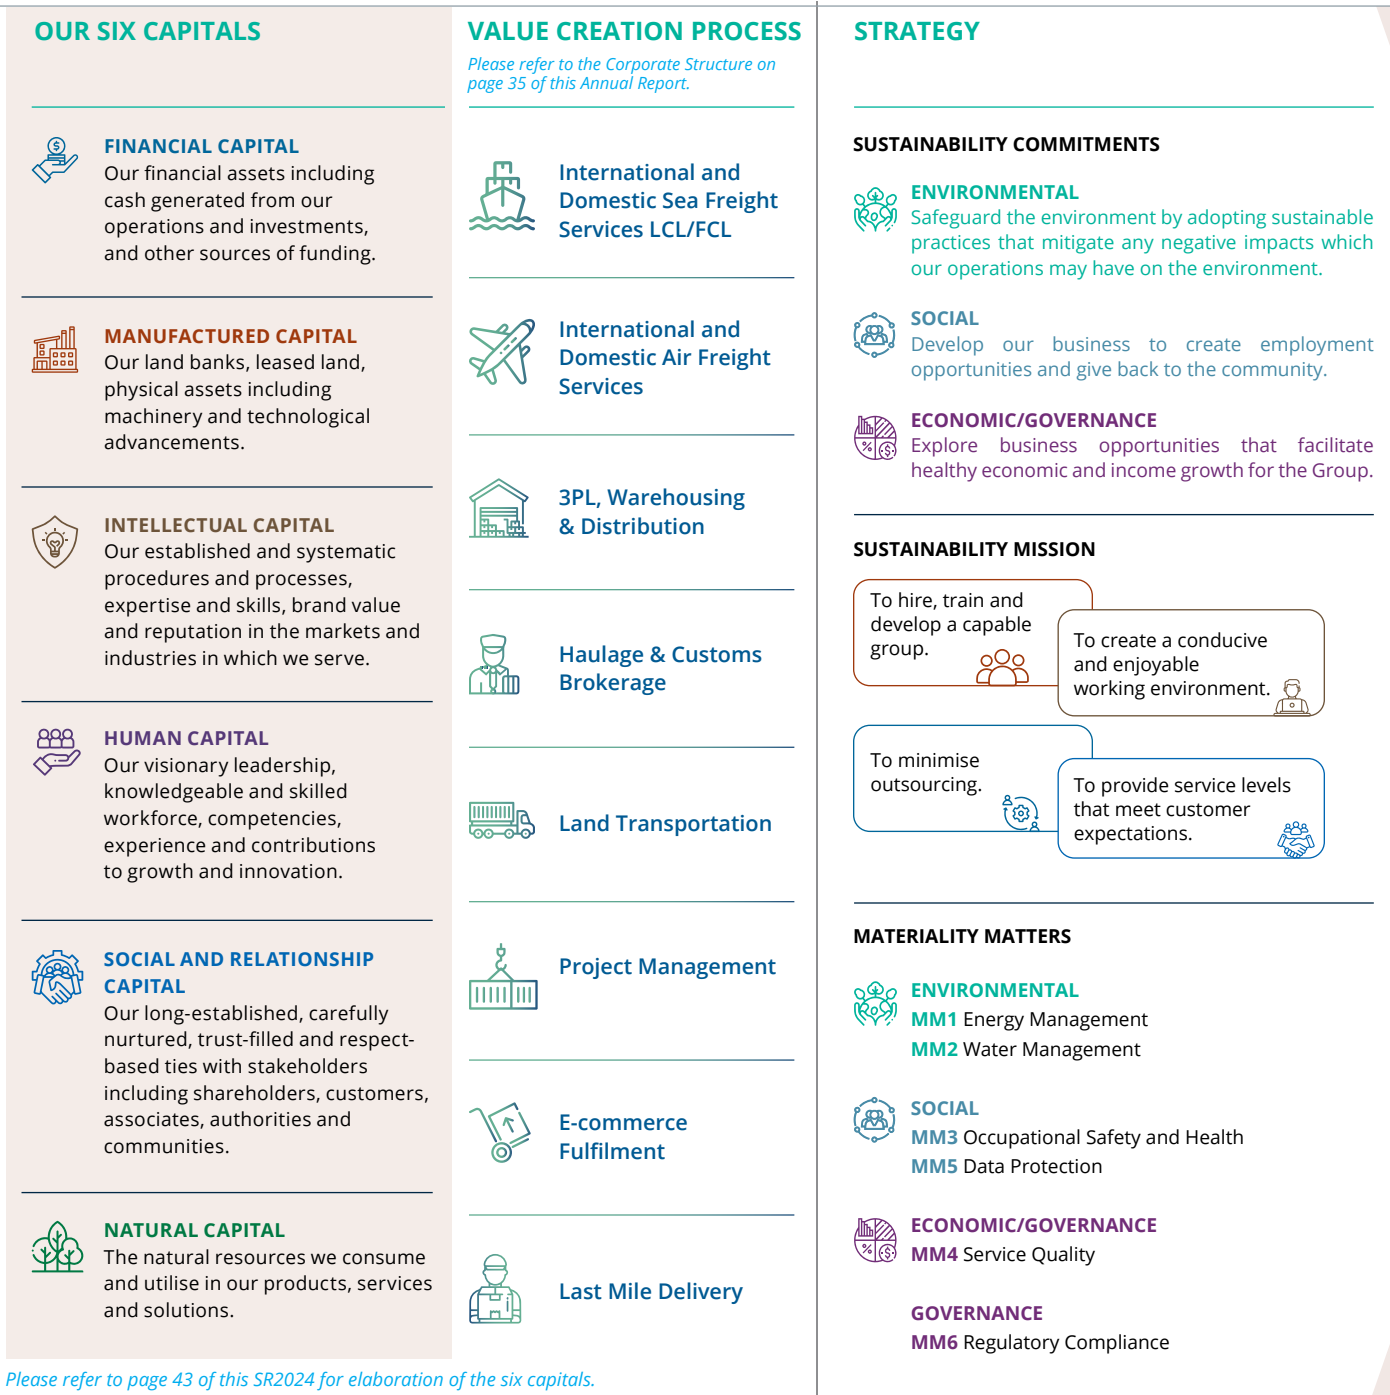 OUR SIX CAPITALS
FINANCIAL CAPITAL
Our financial assets including
cash generated from our
operations and investments,
and other sources of funding.
MANUFACTURED CAPITAL
Our land banks, leased land,
physical assets including
machinery and technological
advancements.
INTELLECTUAL CAPITAL
Our established and systematic
procedures and processes,
expertise and skills, brand value
and reputation in the markets and
industries in which we serve.
HUMAN CAPITAL
Our visionary leadership,
knowledgeable and skilled
workforce, competencies,
experience and contributions
to growth and innovation.
SOCIAL AND RELATIONSHIP
CAPITAL
Our long-established, carefully
nurtured, trust-filled and respect-
based ties with stakeholders
including shareholders, customers,
associates, authorities and
communities.
NATURAL CAPITAL
The natural resources we consume
and utilise in our products, services
and solutions.
Please refer to page 43 of this SR2024 for elaboration of the six capitals.
VALUE CREATION PROCESS
Please refer to the Corporate Structure on
page 35 of this Annual Report.
International and
Domestic Sea Freight
Services LCL/FCL
International and
Domestic Air Freight
Services
3PL, Warehousing
& Distribution
Haulage & Customs
Brokerage
Land Transportation
Project Management
E-commerce
Fulfilment
Last Mile Delivery
STRATEGY
SUSTAINABILITY COMMITMENTS
ENVIRONMENTAL
Safeguard the environment by adopting sustainable
practices that mitigate any negative impacts which
our operations may have on the environment.
SOCIAL
Develop our business to create employment
opportunities and give back to the community.
ECONOMIC/GOVERNANCE
Explore business opportunities that facilitate
healthy economic and income growth for the Group.
SUSTAINABILITY MISSION
To hire, train and
develop a capable
group.
To create a conducive
and enjoyable
working environment.
To minimise
outsourcing.
To provide service levels
that meet customer
expectations.
MATERIALITY MATTERS
ENVIRONMENTAL
MM1 Energy Management
MM2 Water Management
SOCIAL
MM3 Occupational Safety and Health
MM5 Data Protection
ECONOMIC/GOVERNANCE
MM4 Service Quality
GOVERNANCE
MM6 Regulatory Compliance